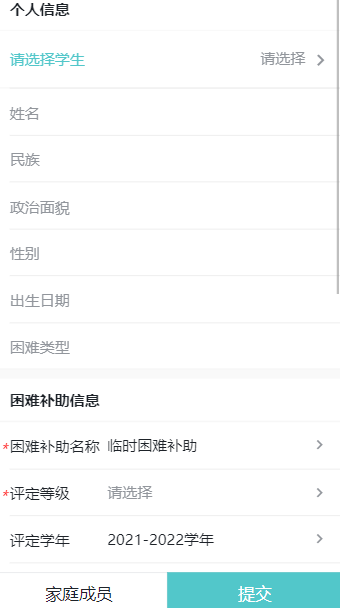 个人信息
请选择学生 请选择
姓名
民族
政治面貌
性别
出生日期
困难类型
困难补助信息
*困难补助名称 临时困难补助
*评定等级 请选择
评定学年 2021-2022学年
家庭成员 提交